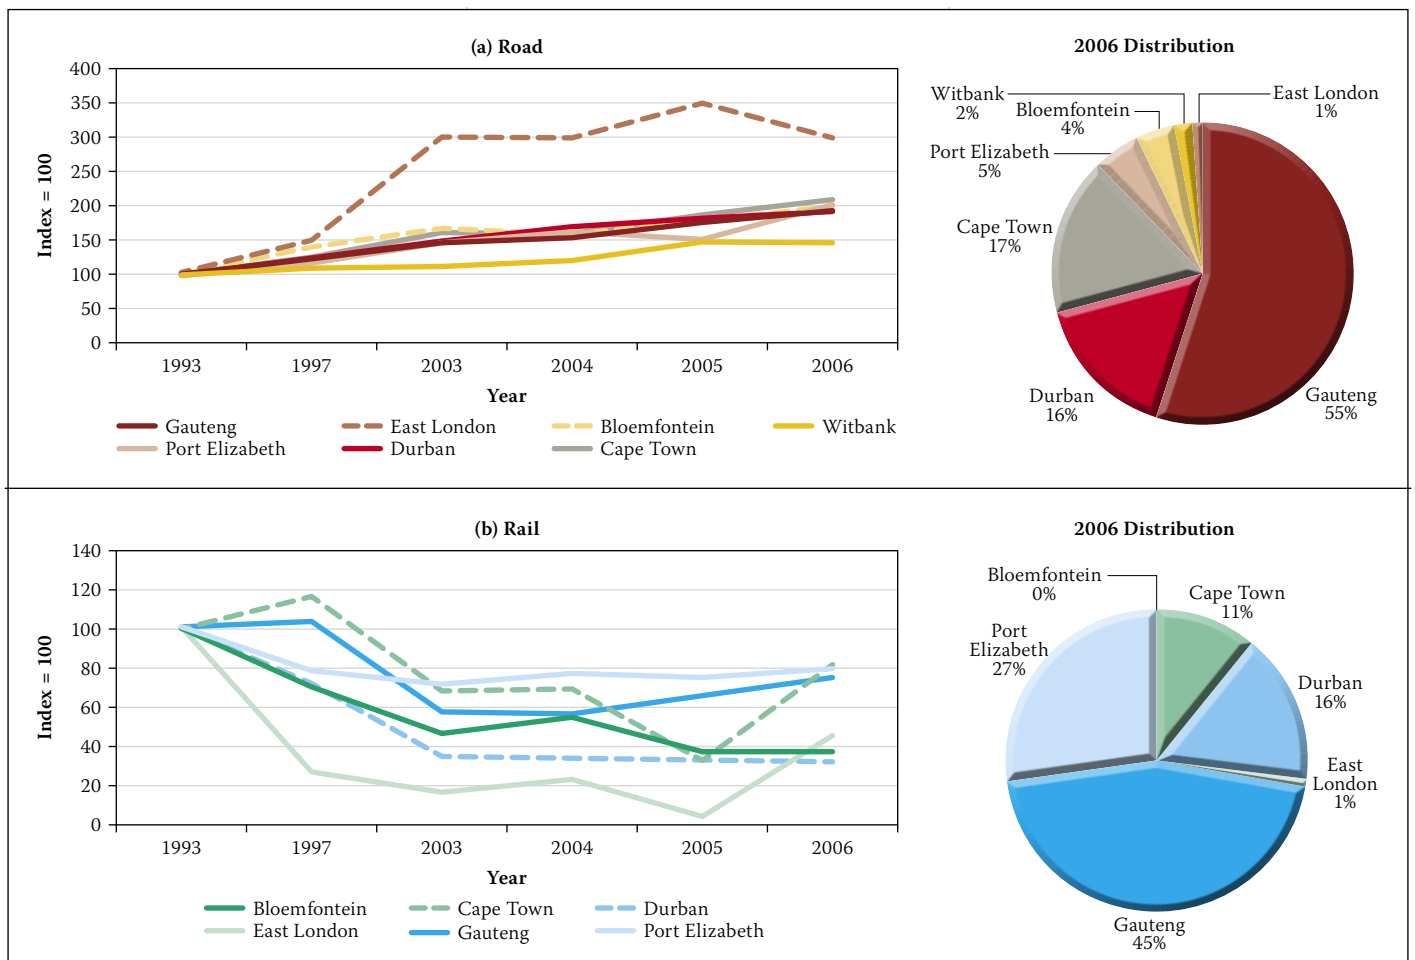 (a) Road
2006 Distribution
Index = 100
400
350
300
250
200
150
100
50
0
1993 1997 2003 2004 2005 2006
Year
Gauteng East London Bloemfontein Witbank
Port Elizabeth Durban Cape Town
Witbank
2%
Bloemfontein
4%
East London
1%
Port Elizabeth
5%
Cape Town
17%
Durban
16%
Gauteng
55%
(b) Rail
2006 Distribution
Index = 100
140
120
100
80
60
40
20
0
1993 1997 2003 2004 2005 2006
Year
Bloemfontein Cape Town Durban
East London Gauteng Port Elizabeth
Bloemfontein
0%
Cape Town
11%
Port
Elizabeth
27%
Durban
16%
East
London
1%
Gauteng
45%